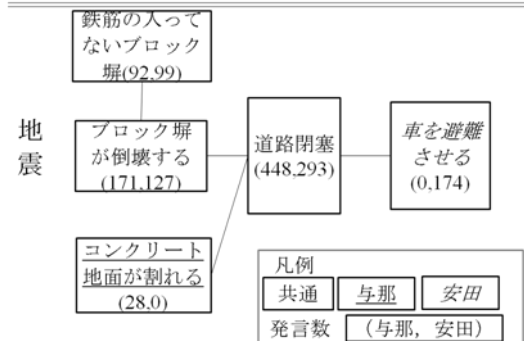 鉄筋の入って
ないブロック
塀(92,99)
地震
ブロック塀
が倒壊する
(171,127)
道路閉塞
(448,293)
車を避難
させる
(0,174)
コンクリート
地面が割れる
(28,0)
凡例
共通 与那 安田
発言数 (与那, 安田)